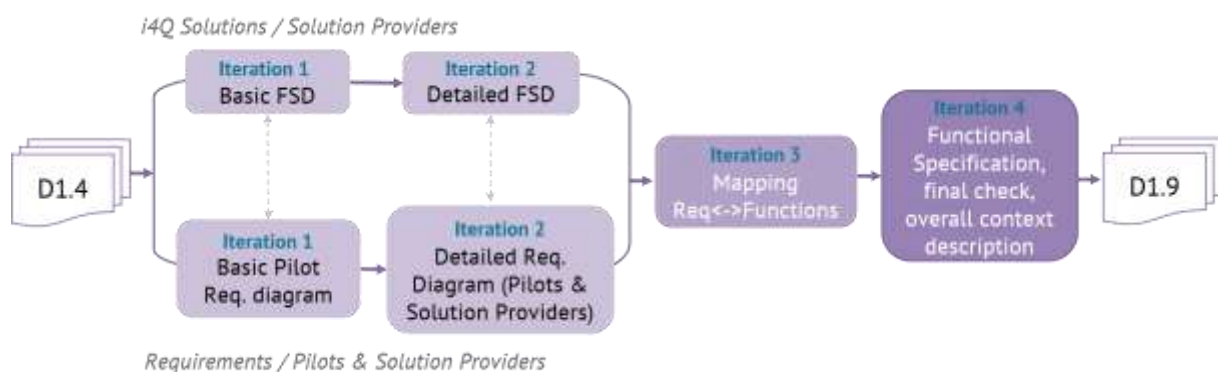 i4Q Solutions / Solution Providers
Iteration 1
Basic FSD
Iteration 2
Detailed FSD
D1.4
Iteration 1
Basic Pilot
Req. diagram
Iteration 2
Detailed Req.
Diagram (Pilots &
Solution Providers)
Iteration 3
Mapping
Req<->Functions
Iteration 4
Functional
Specification,
final check,
overall context
description
D1.9
Requirements / Pilots & Solution Providers